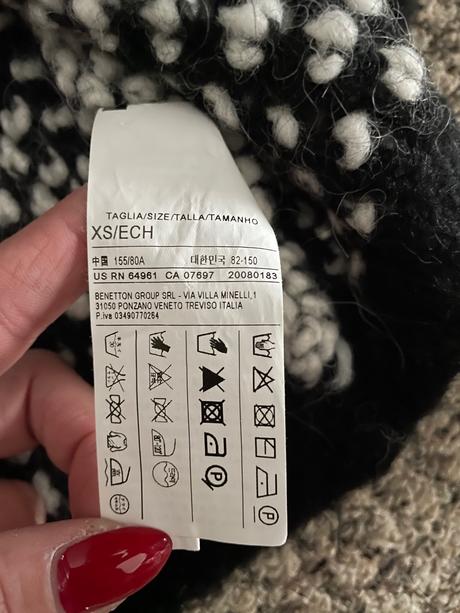 TAGLIA/SIZE/TALLA/TAMANHO
XS/ECH
中国 155/80A 대한민국 82-150
US RN 64961 CA 07697 20080183
BENETTON GROUP SRL - VIA VILLA MINELLI,1
31050 PONZANO VENETO TREVISO ITALIA
P.iva 03490770264
P
P